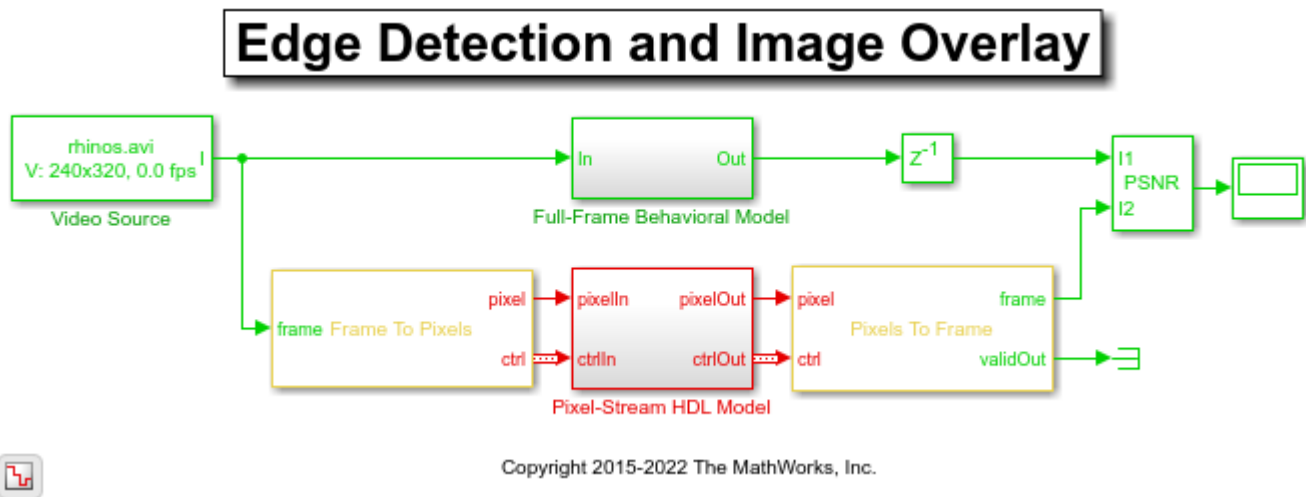 Edge Detection and Image Overlay
rhinos.avi
V: 240x320, 0.0 fps
I
Video Source
In
Out
Full-Frame Behavioral Model
Z-1
I1
PSNR
I2
frame
Frame To Pixels
pixel
ctrl
pixelIn
pixelOut
ctrlIn
ctrlOut
Pixel-Stream HDL Model
pixel
ctrl
Pixels To Frame
frame
validOut
Copyright 2015-2022 The MathWorks, Inc.